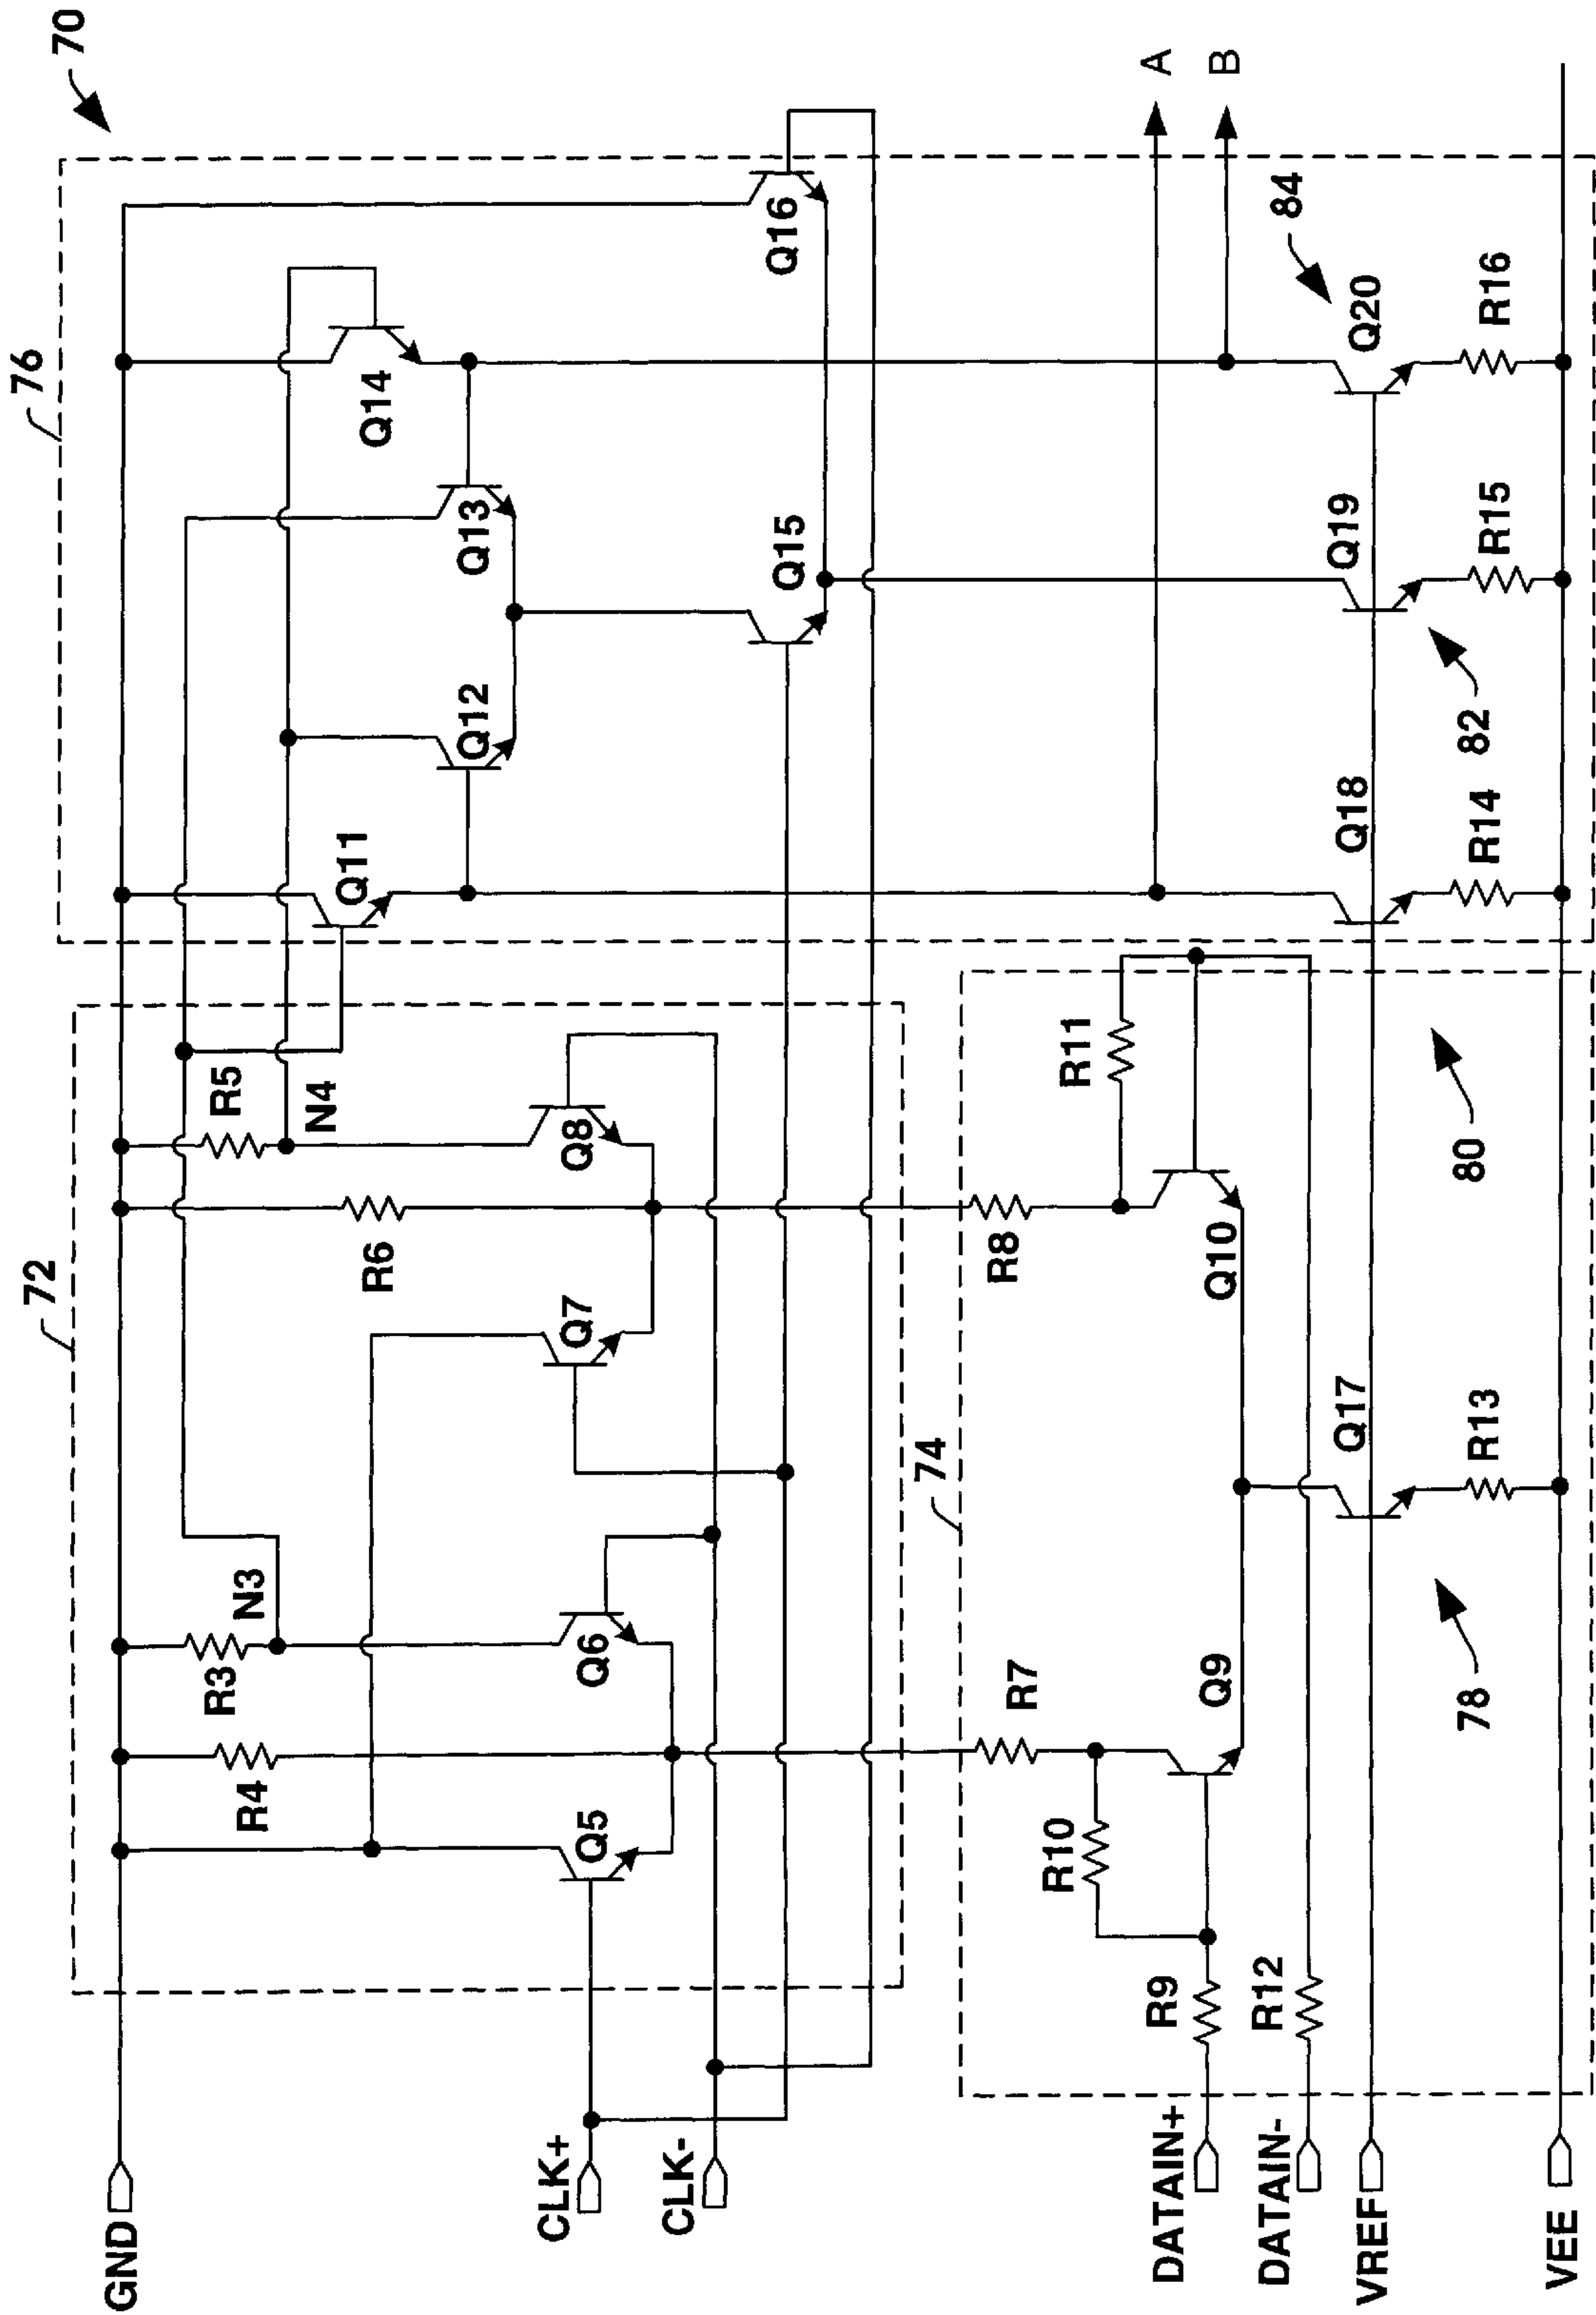 70
76
72
74
R5
N4
N3
R3
R4
R6
Q5
Q6
Q7
Q8
Q11
Q12
Q13
Q14
Q15
Q16
A
B
84
R7
R8
R10
R11
Q9
Q10
R9
R12
Q17
Q18
Q19
Q20
R13
R14
R15
R16
78
80
82
GND
CLK+
CLK-
DATAIN+
DATAIN-
VREF
VEE